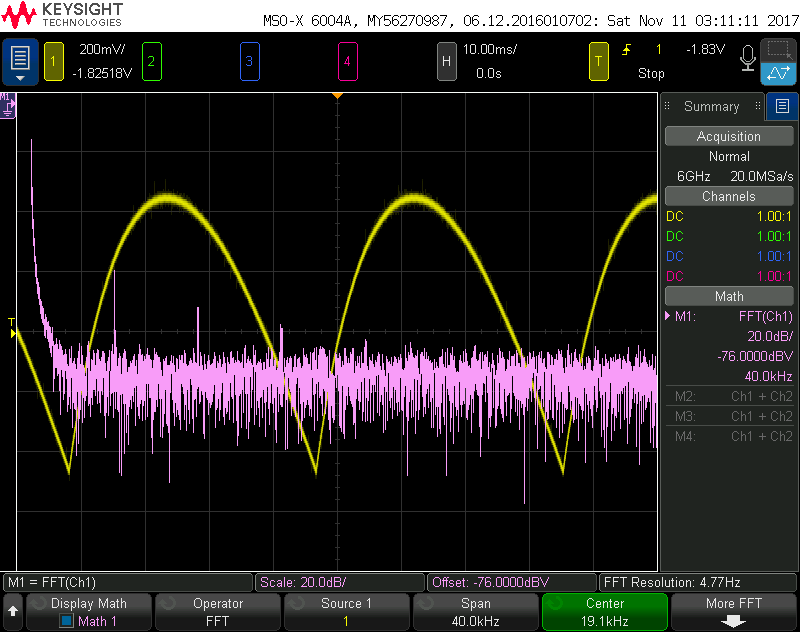 KEYSIGHT
TECHNOLOGIES
MSO-X 6004A, MY56270987, 06.12.2016010702: Sat Nov 11 03:11:11 2017
1 200mV/ 2 3 4 H 10.00ms/ T 1 -1.83V
-1.82518V 0.0s Stop
M1
T
Summary
Acquisition
Normal
6GHz 20.0MSa/s
Channels
DC 1.00:1
DC 1.00:1
DC 1.00:1
DC 1.00:1
Math
M1: FFT(Ch1)
20.0dB/
-76.0000dBV
40.0kHz
M2: Ch1 + Ch2
M3: Ch1 + Ch2
M4: Ch1 + Ch2
M1 = FFT(Ch1) Scale: 20.0dB/ Offset: -76.0000dBV FFT Resolution: 4.77Hz
Display Math Operator Source 1 Span Center More FFT
Math 1 FFT 1 40.0kHz 19.1kHz